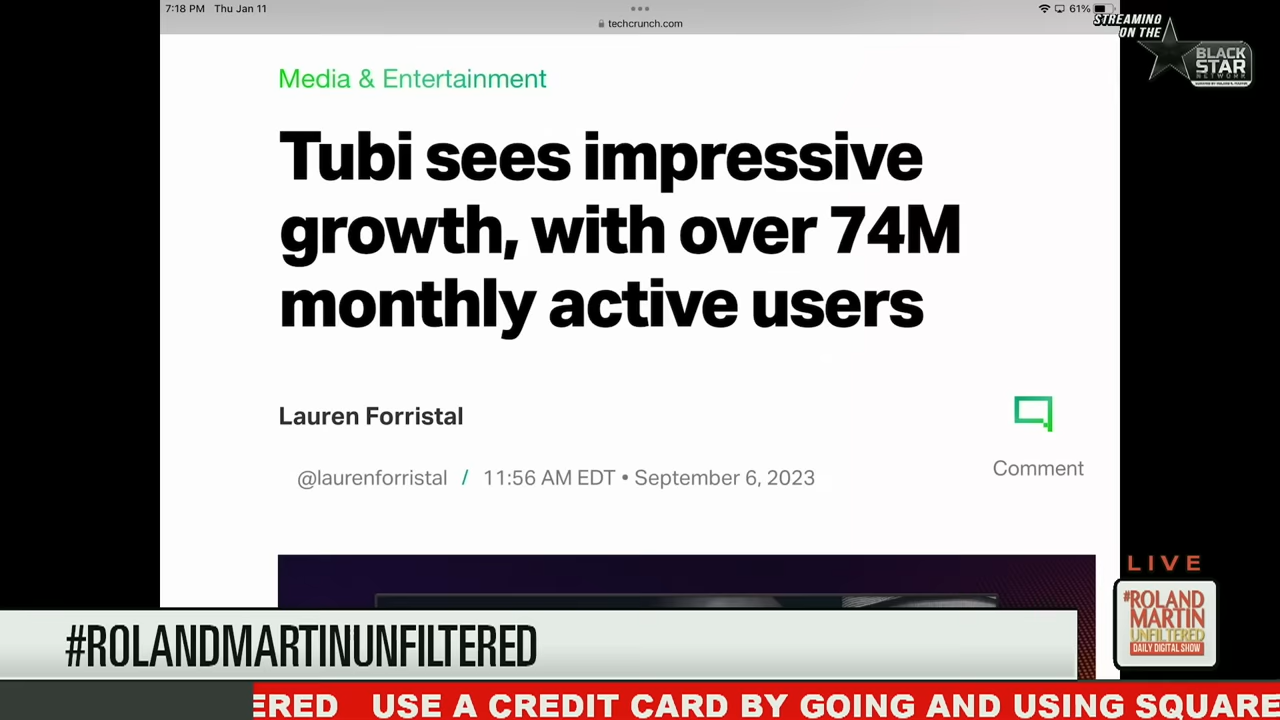 7:18 PM Thu Jan 11
techcrunch.com
61%
STREAMING
ON THE
BLACK
STAR
NETWORK
Media & Entertainment
Tubi sees impressive
growth, with over 74M
monthly active users
Lauren Forristal
@laurenforristal / 11:56 AM EDT • September 6, 2023
Comment
LIVE
#ROLAND
MARTIN
UNFILTERED
DAILY DIGITAL SHOW
#ROLANDMARTINUNFILTERED
ERED USE A CREDIT CARD BY GOING AND USING SQUARE